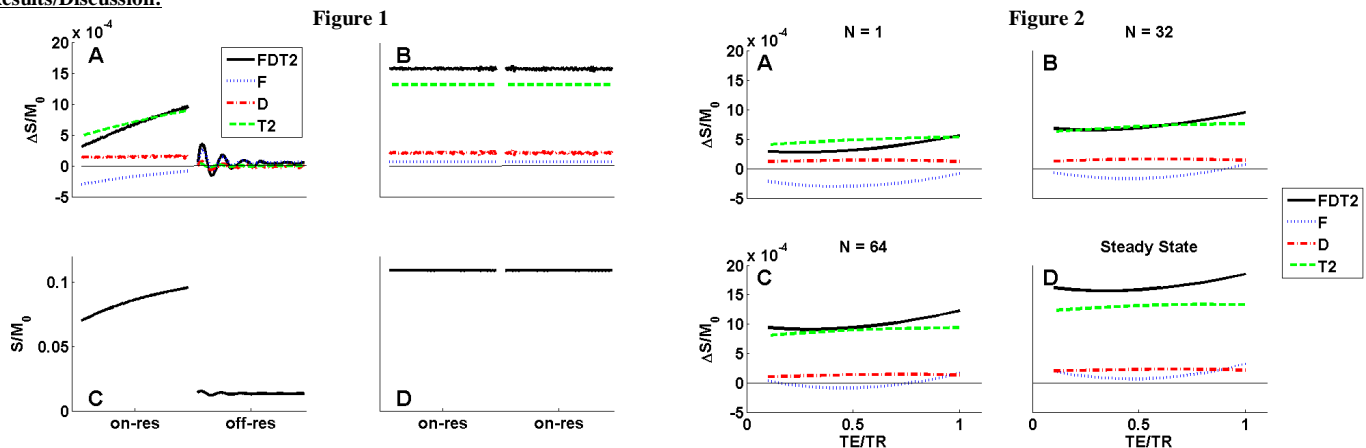 Results/Discussion:
Figure 1
Figure 2
x 10-4
20
15
10
5
0
-5
ΔS/M0
A
FDT2
F
D
T2
B
0.1
0.05
0
S/M0
C
on-res
off-res
D
on-res
on-res
N = 1
x 10-4
20
15
10
5
0
-5
ΔS/M0
A
N = 32
B
FDT2
F
D
T2
N = 64
x 10-4
20
15
10
5
0
-5
ΔS/M0
C
0
0.5
1
TE/TR
Steady State
D
0
0.5
1
TE/TR